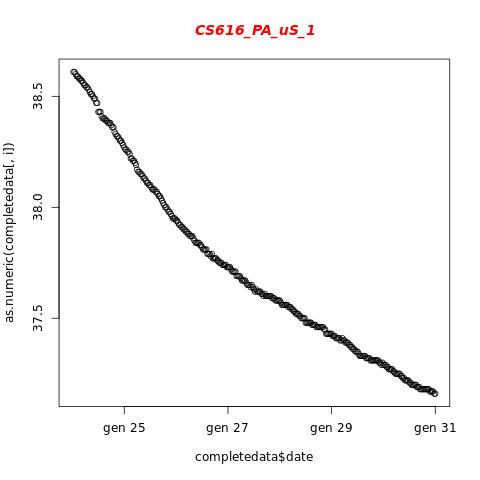 CS616_PA_uS_1
as.numeric(completedata[, i])
38.5
38.0
37.5
gen 25
gen 27
gen 29
gen 31
completedata$date